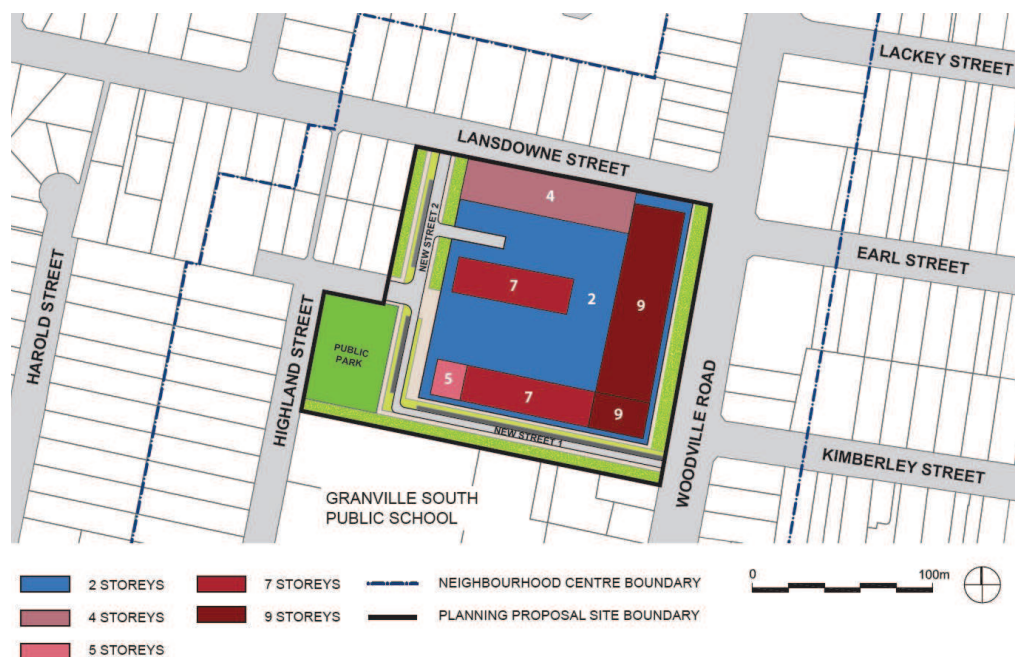 LACKEY STREET
LANSDOWNE STREET
4
NEW STREET 2
EARL STREET
7
2
9
HAROLD STREET
HIGHLAND STREET
PUBLIC
PARK
5
7
9
NEW STREET 1
WOODVILLE ROAD
KIMBERLEY STREET
GRANVILLE SOUTH
PUBLIC SCHOOL
2 STOREYS
7 STOREYS
NEIGHBOURHOOD CENTRE BOUNDARY
0
100m
4 STOREYS
9 STOREYS
PLANNING PROPOSAL SITE BOUNDARY
5 STOREYS